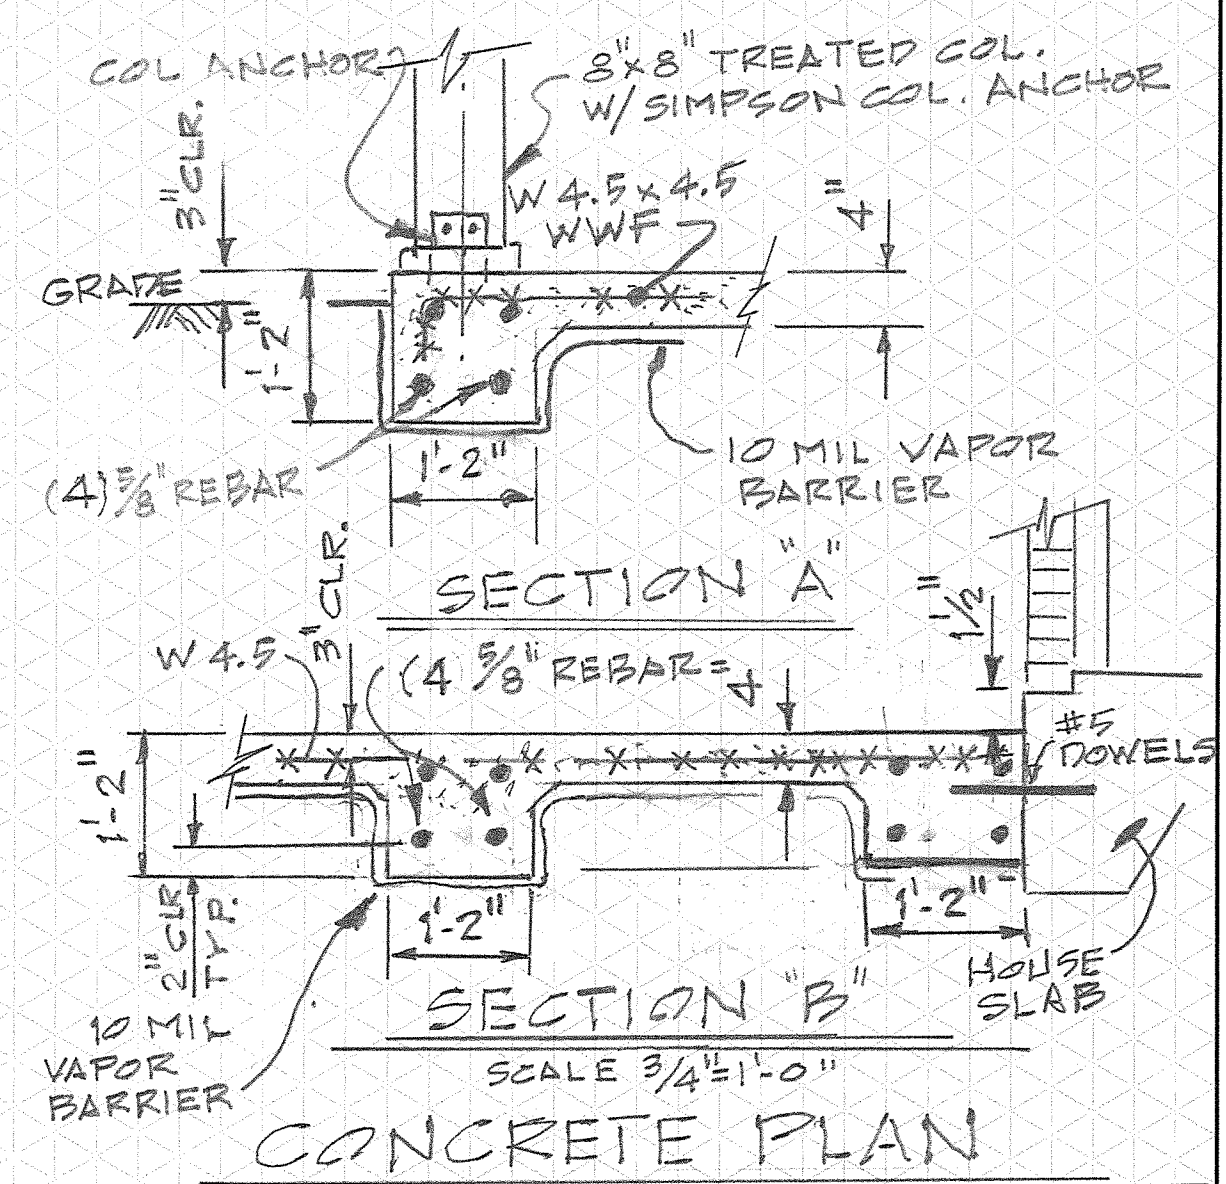 COL ANCHOR
8"x8" TREATED COL.
W/ SIMPSON COL. ANCHOR
3" CLR.
W 4.5 x 4.5
WWF
4"
GRADE
1'-2"
(4) 5/8" REBAR
1'-2"
10 MIL VAPOR
BARRIER
SECTION "A"
W 4.5
3" CLR.
(4 5/8" REBAR
4"
1 1/2"
#5
DOWELS
1'-2"
2" CLR
TYP.
1'-2"
1'-2"
HOUSE
SLAB
10 MIL
VAPOR
BARRIER
SECTION "B"
SCALE 3/4"=1'-0"
CONCRETE PLAN